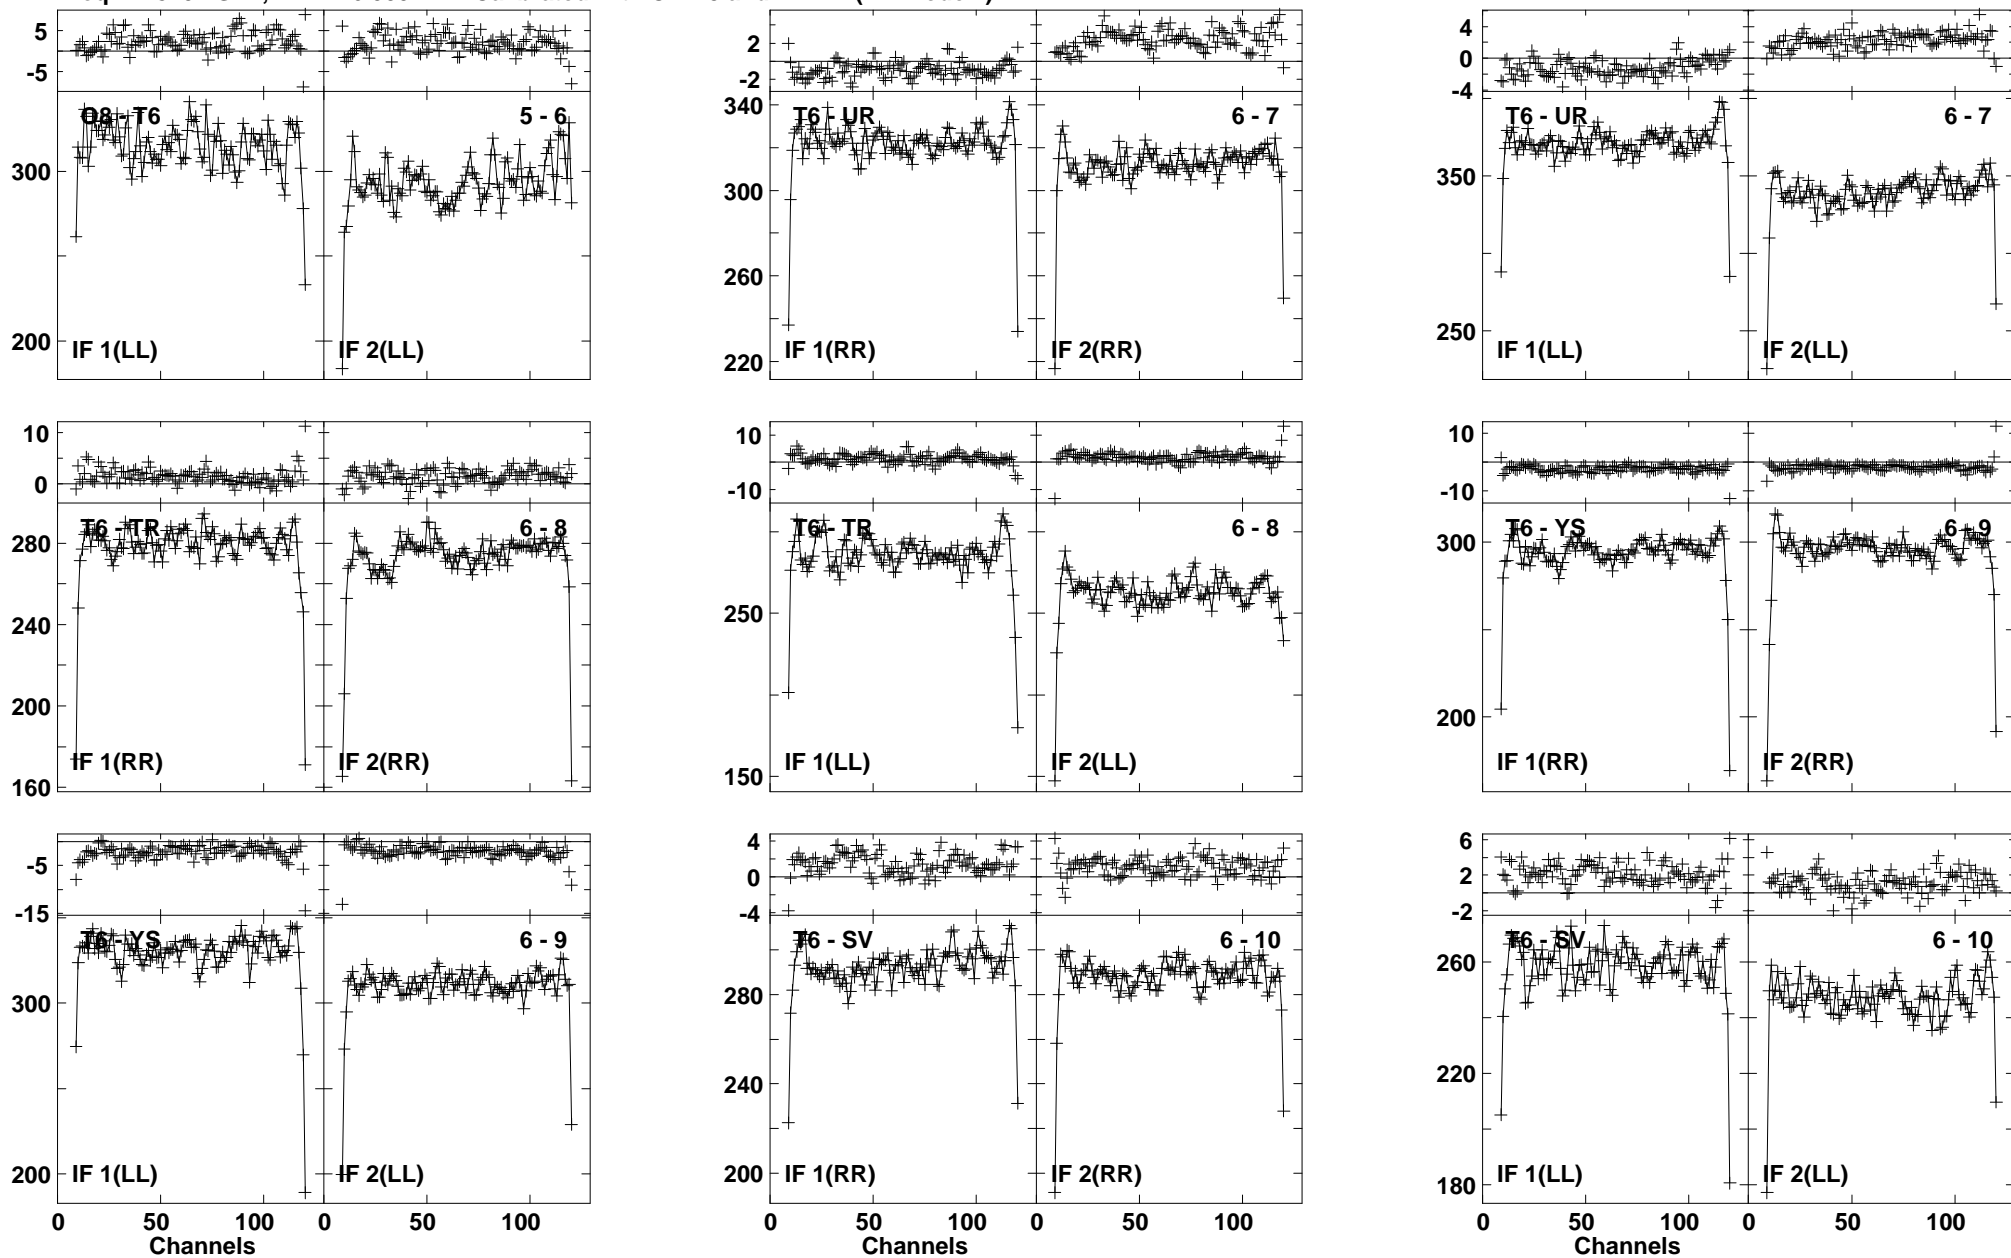 5 -5 300 200 O8 - T6 5 - 6 IF 1(LL) IF 2(LL)
2 -2 340 300 260 220 T6 - UR 6 - 7 IF 1(RR) IF 2(RR)
6 4 0 -4 350 250 T6 - UR 6 - 7 IF 1(LL) IF 2(LL)
10 0 280 240 200 160 T6 - TR 6 - 8 IF 1(RR) IF 2(RR)
10 -10 250 150 T6 - TR 6 - 8 IF 1(LL) IF 2(LL)
10 -10 300 200 T6 - YS 6 - 9 IF 1(RR) IF 2(RR)
-5 -15 300 200 T6 - YS 6 - 9 IF 1(LL) IF 2(LL)
4 0 -4 280 240 200 T6 - SV 6 - 10 IF 1(RR) IF 2(RR)
6 2 -2 260 220 180 T6 - SV 6 - 10 IF 1(LL) IF 2(LL)
0 50 100 0 50 100
Channels
0 50 100 0 50 100
Channels
0 50 100 0 50 100
Channels